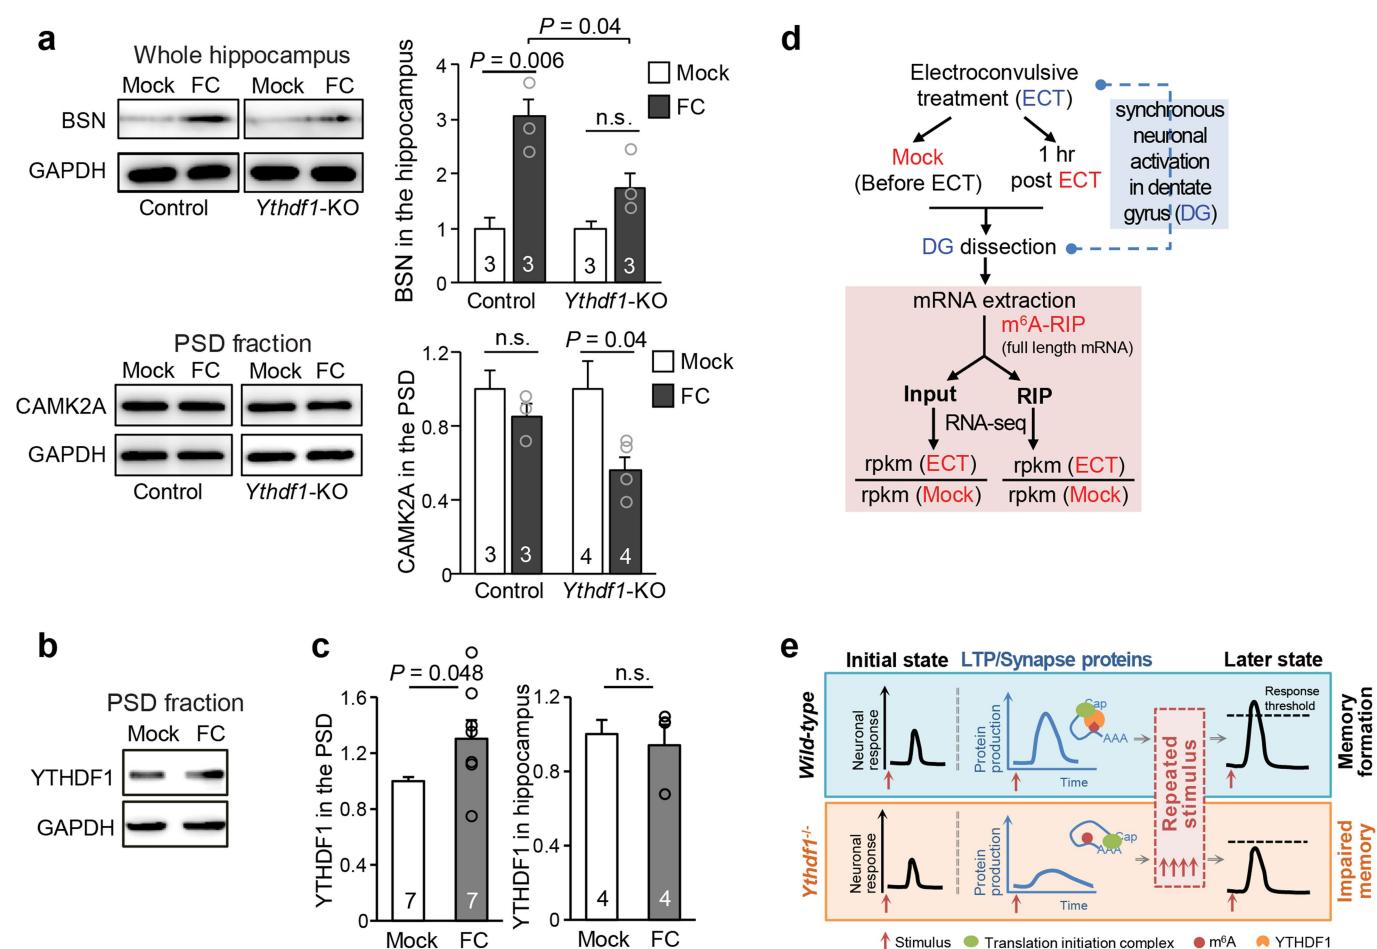 a
Whole hippocampus
Mock FC Mock FC
BSN
GAPDH
Control Ythdf1-KO
BSN in the hippocampus
P = 0.04
P = 0.006
n.s.
4
3
2
1
0
3 3 3 3
Control Ythdf1-KO
Mock
FC
PSD fraction
Mock FC Mock FC
CAMK2A
GAPDH
Control Ythdf1-KO
CAMK2A in the PSD
n.s. P = 0.04
1.2
0.8
0.4
0
3 3 4 4
Control Ythdf1-KO
Mock
FC
b
PSD fraction
Mock FC
YTHDF1
GAPDH
c
YTHDF1 in the PSD
P = 0.048
1.6
1.2
0.8
0.4
0
7 7
Mock FC
YTHDF1 in hippocampus
n.s.
1.2
0.8
0.4
0
4 4
Mock FC
d
Electroconvulsive
treatment (ECT)
Mock
(Before ECT)
1 hr
post ECT
synchronous
neuronal
activation
in dentate
gyrus (DG)
DG dissection
mRNA extraction
m⁶A-RIP
(full length mRNA)
Input RIP
RNA-seq
rpkm (ECT) rpkm (ECT)
rpkm (Mock) rpkm (Mock)
e
Initial state LTP/Synapse proteins Later state
Wild-type
Neuronal
response
Protein
production
Time
Cap
AAA
Response
threshold
Memory
formation
Repeated
stimulus
Ythdf1-/-
Neuronal
response
Protein
production
Time
Cap
AAA
Impaired
memory
Stimulus Translation initiation complex m⁶A YTHDF1